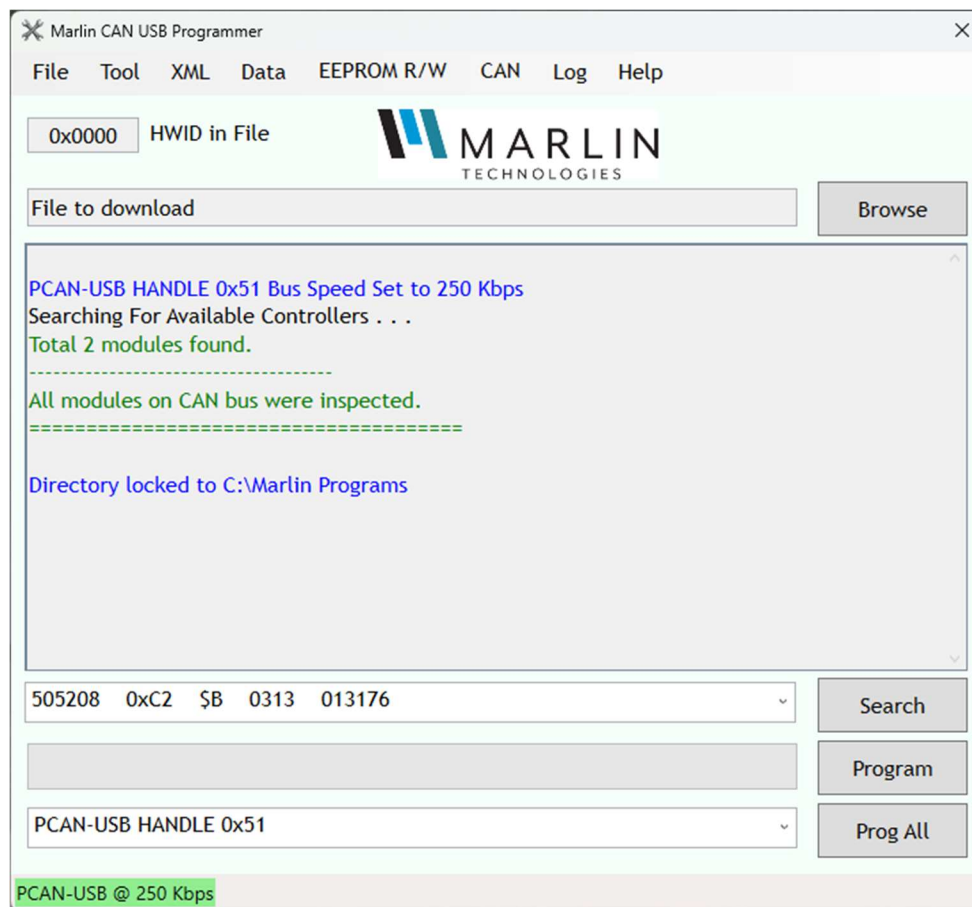 Marlin CAN USB Programmer
File Tool XML Data EEPROM R/W CAN Log Help
0x0000 HWID in File
MARLIN
TECHNOLOGIES
File to download
Browse
PCAN-USB HANDLE 0x51 Bus Speed Set to 250 Kbps
Searching For Available Controllers . . .
Total 2 modules found.
-------------------------------------
All modules on CAN bus were inspected.
======================================
Directory locked to C:\Marlin Programs
505208 0xC2 $B 0313 013176
Search
Program
PCAN-USB HANDLE 0x51
Prog All
PCAN-USB @ 250 Kbps